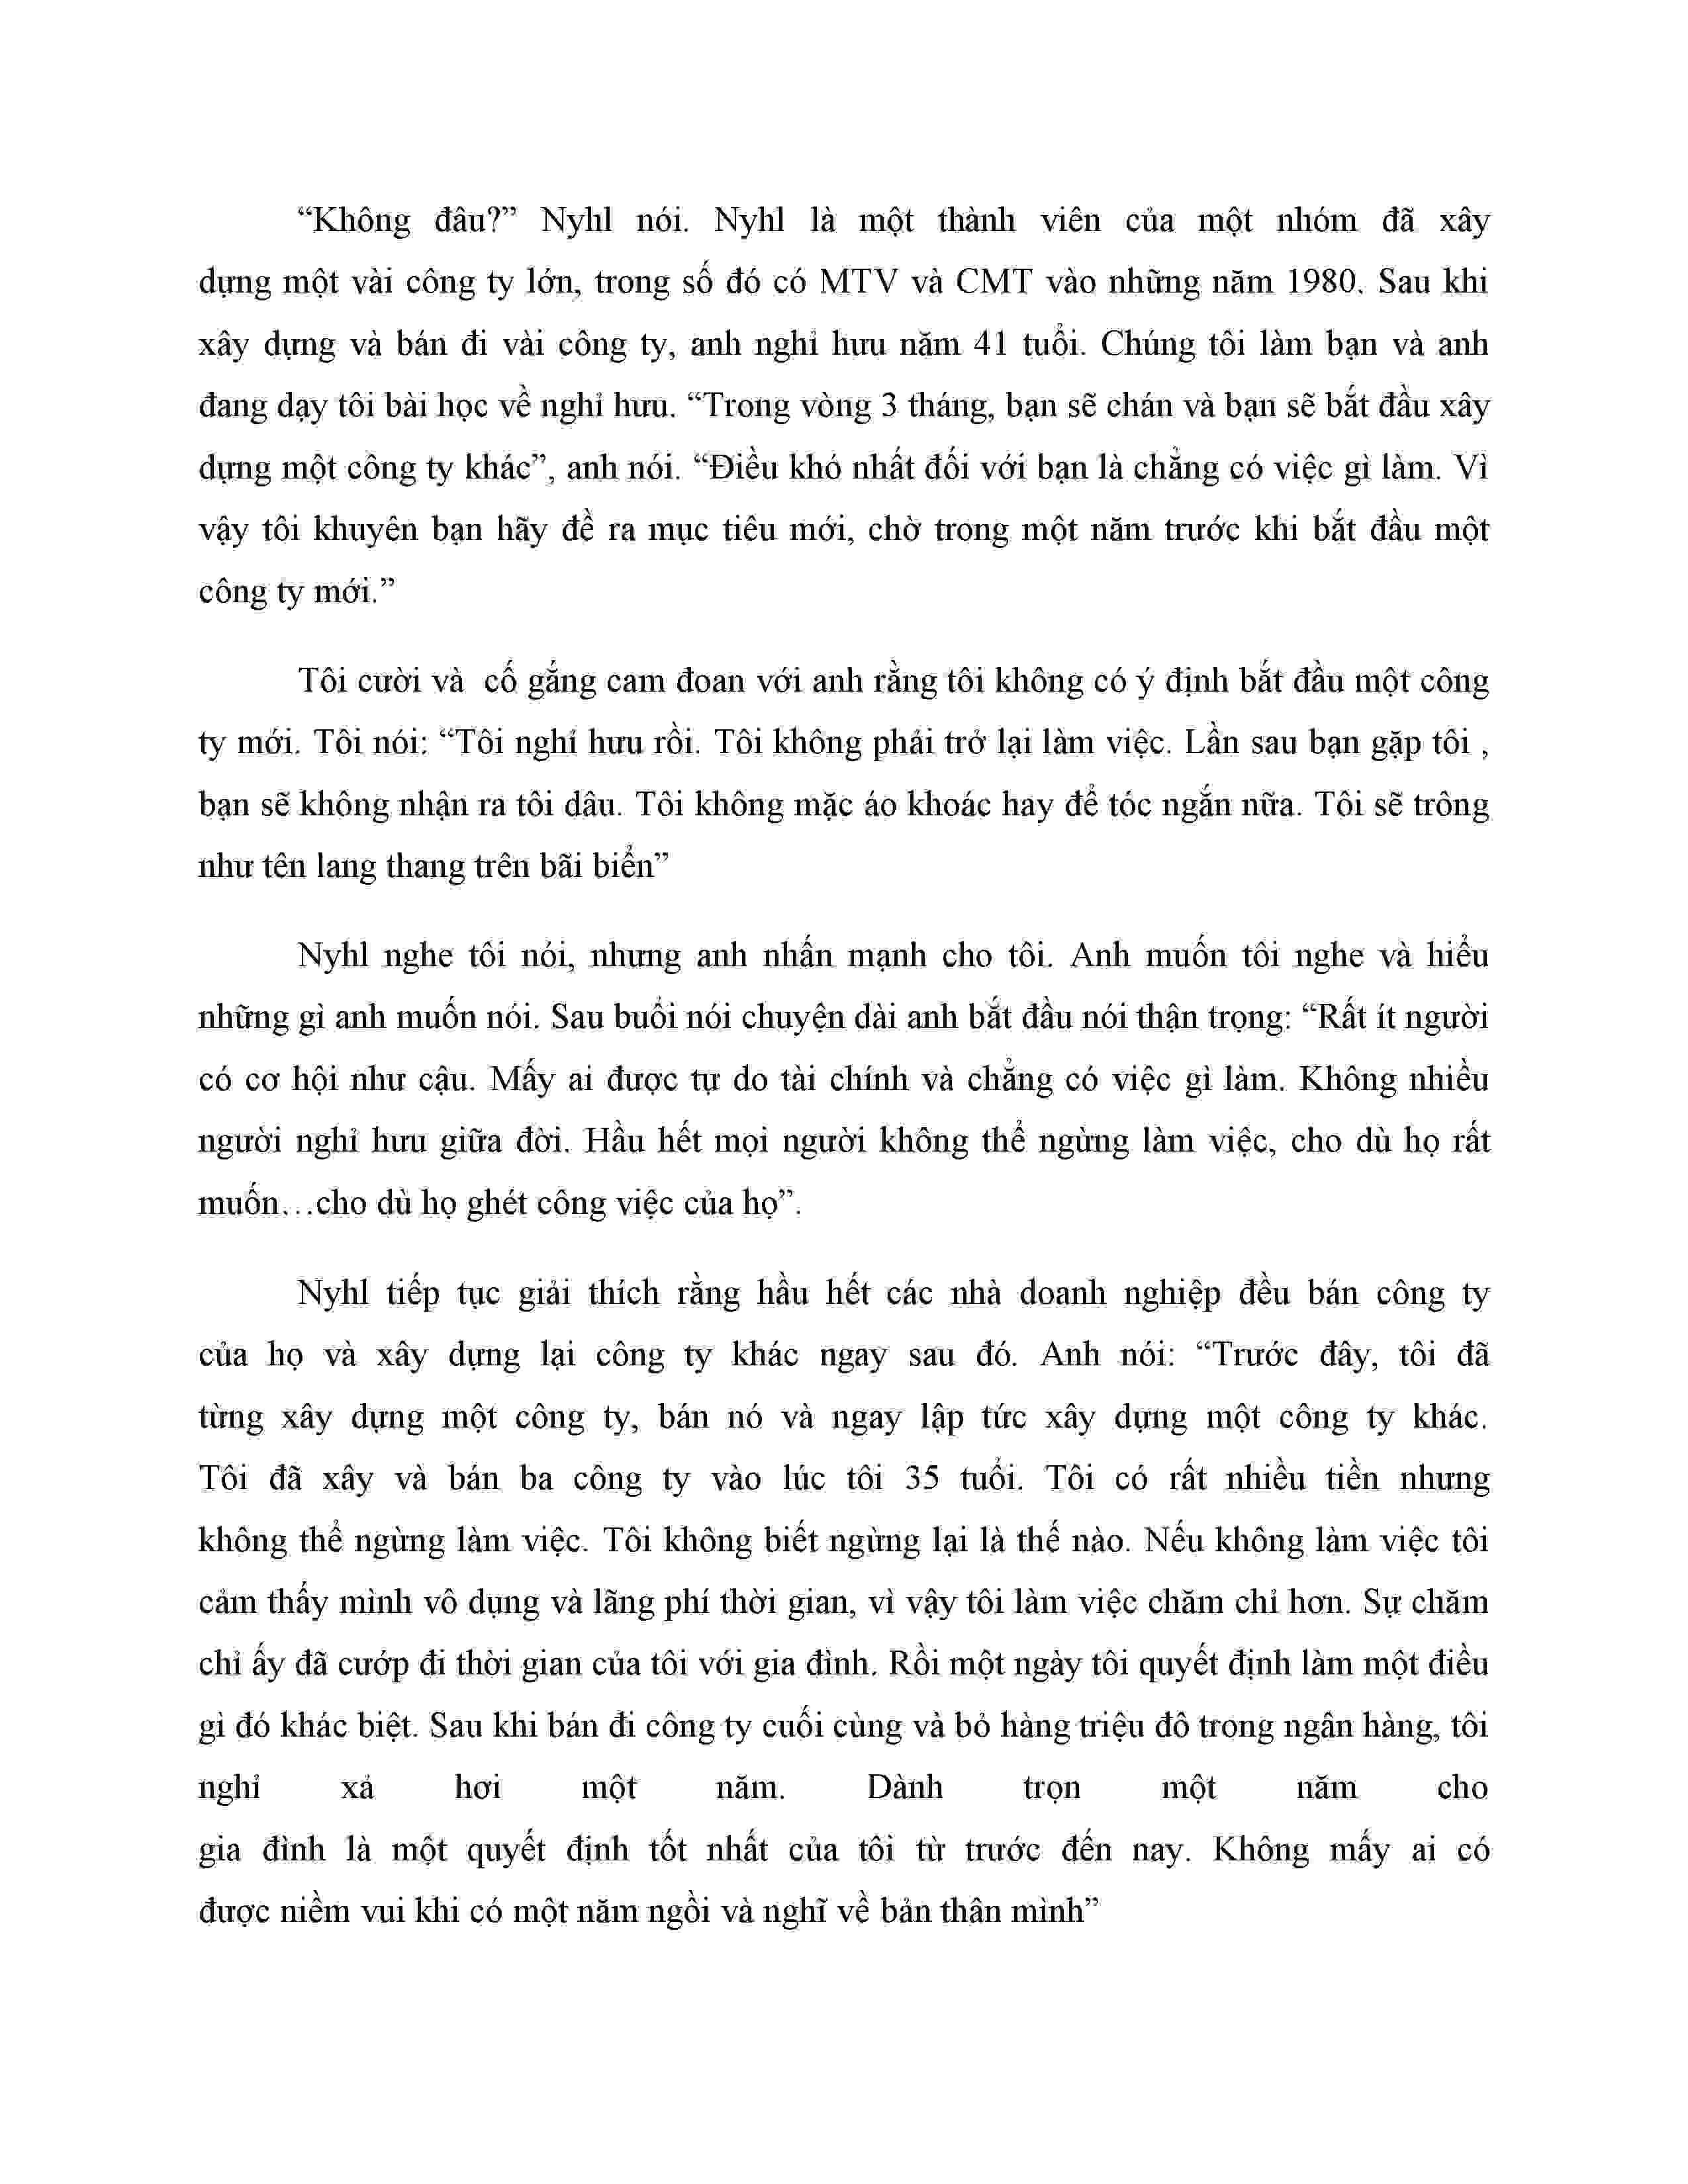 “Không đâu?” Nyhl nói. Nyhl là một thành viên của một nhóm đã xây
dựng một vài công ty lớn, trong số đó có MTV và CMT vào những năm 1980. Sau khi
xây dựng và bán đi vài công ty, anh nghỉ hưu năm 41 tuổi. Chúng tôi làm bạn và anh
đang dạy tôi bài học về nghỉ hưu. “Trong vòng 3 tháng, bạn sẽ chán và bạn sẽ bắt đầu xây
dựng một công ty khác”, anh nói. “Điều khó nhất đối với bạn là chẳng có việc gì làm. Vì
vậy tôi khuyên bạn hãy đề ra mục tiêu mới, chờ trong một năm trước khi bắt đầu một
công ty mới.”
Tôi cười và cố gắng cam đoan với anh rằng tôi không có ý định bắt đầu một công
ty mới. Tôi nói: “Tôi nghỉ hưu rồi. Tôi không phải trở lại làm việc. Lần sau bạn gặp tôi ,
bạn sẽ không nhận ra tôi dâu. Tôi không mặc áo khoác hay để tóc ngắn nữa. Tôi sẽ trông
như tên lang thang trên bãi biển”
Nyhl nghe tôi nói, nhưng anh nhấn mạnh cho tôi. Anh muốn tôi nghe và hiểu
những gì anh muốn nói. Sau buổi nói chuyện dài anh bắt đầu nói thận trọng: “Rất ít người
có cơ hội như cậu. Mấy ai được tự do tài chính và chẳng có việc gì làm. Không nhiều
người nghỉ hưu giữa đời. Hầu hết mọi người không thể ngừng làm việc, cho dù họ rất
muốn…cho dù họ ghét công việc của họ”.
Nyhl tiếp tục giải thích rằng hầu hết các nhà doanh nghiệp đều bán công ty
của họ và xây dựng lại công ty khác ngay sau đó. Anh nói: “Trước đây, tôi đã
từng xây dựng một công ty, bán nó và ngay lập tức xây dựng một công ty khác.
Tôi đã xây và bán ba công ty vào lúc tôi 35 tuổi. Tôi có rất nhiều tiền nhưng
không thể ngừng làm việc. Tôi không biết ngừng lại là thế nào. Nếu không làm việc tôi
cảm thấy mình vô dụng và lãng phí thời gian, vì vậy tôi làm việc chăm chỉ hơn. Sự chăm
chỉ ấy đã cướp đi thời gian của tôi với gia đình. Rồi một ngày tôi quyết định làm một điều
gì đó khác biệt. Sau khi bán đi công ty cuối cùng và bỏ hàng triệu đô trong ngân hàng, tôi
nghỉ xả hơi một năm. Dành trọn một năm cho
gia đình là một quyết định tốt nhất của tôi từ trước đến nay. Không mấy ai có
được niềm vui khi có một năm ngồi và nghĩ về bản thân mình”